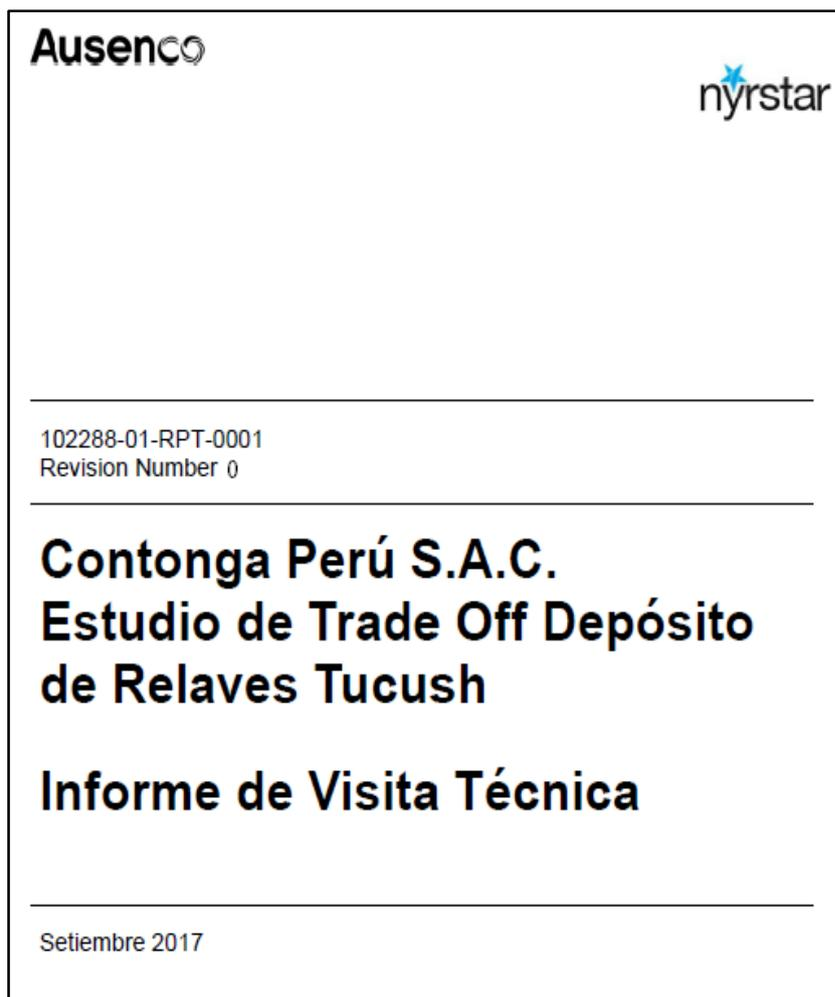 Ausenco
nyrstar
102288-01-RPT-0001
Revision Number 0
Contonga Perú S.A.C.
Estudio de Trade Off Depósito
de Relaves Tucush
Informe de Visita Técnica
Setiembre 2017